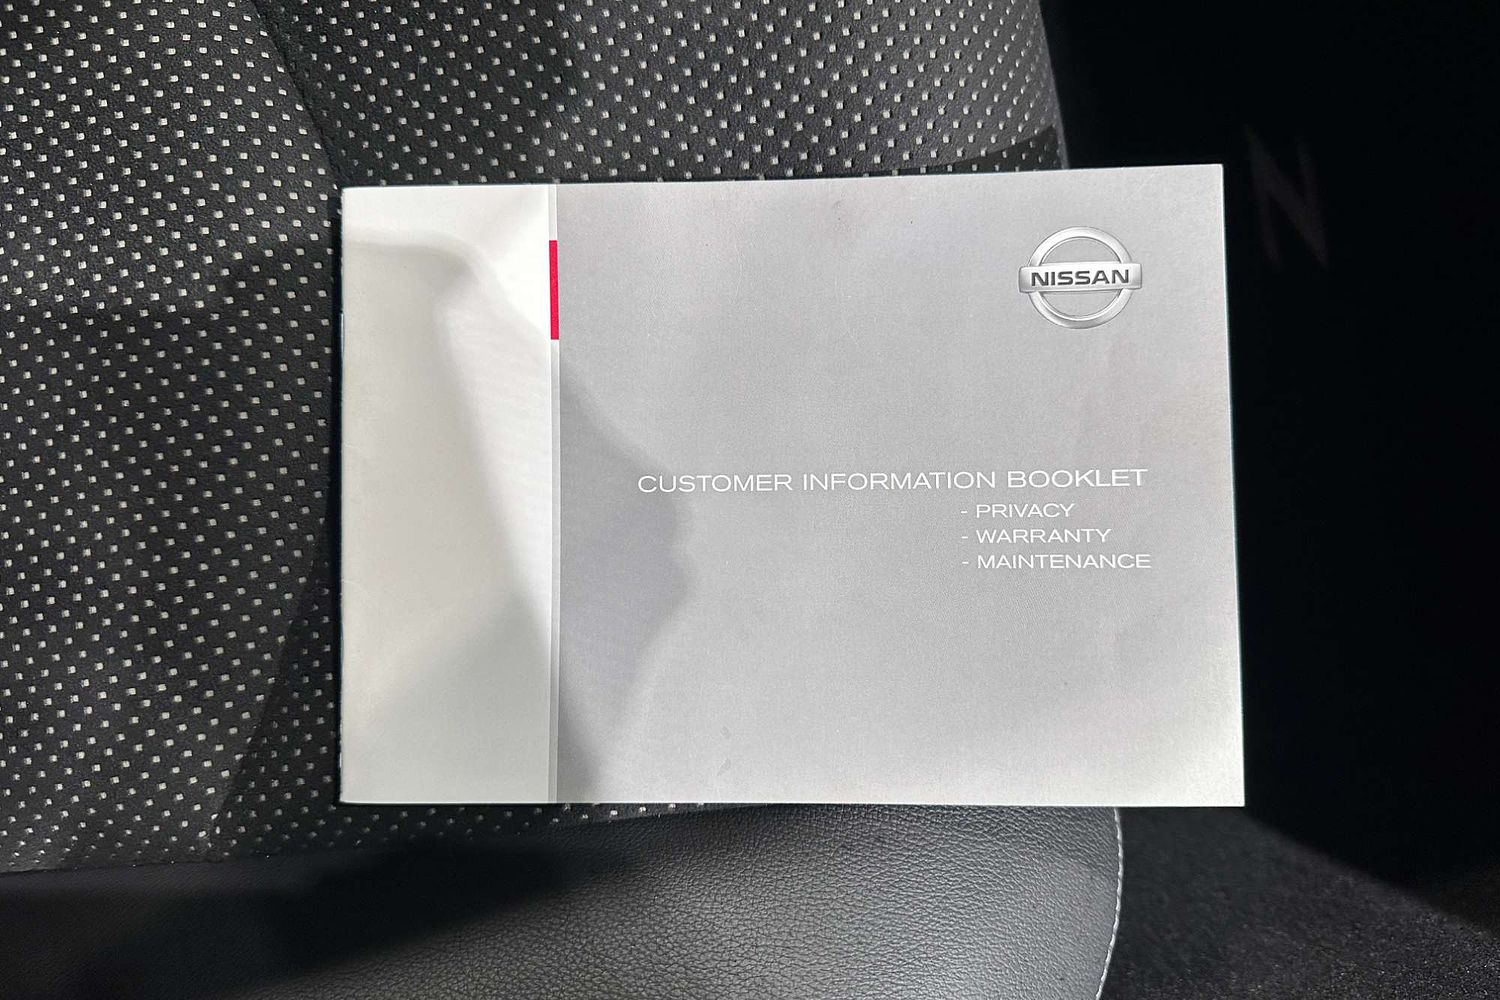 NISSAN
CUSTOMER INFORMATION BOOKLET
- PRIVACY
- WARRANTY
- MAINTENANCE
N